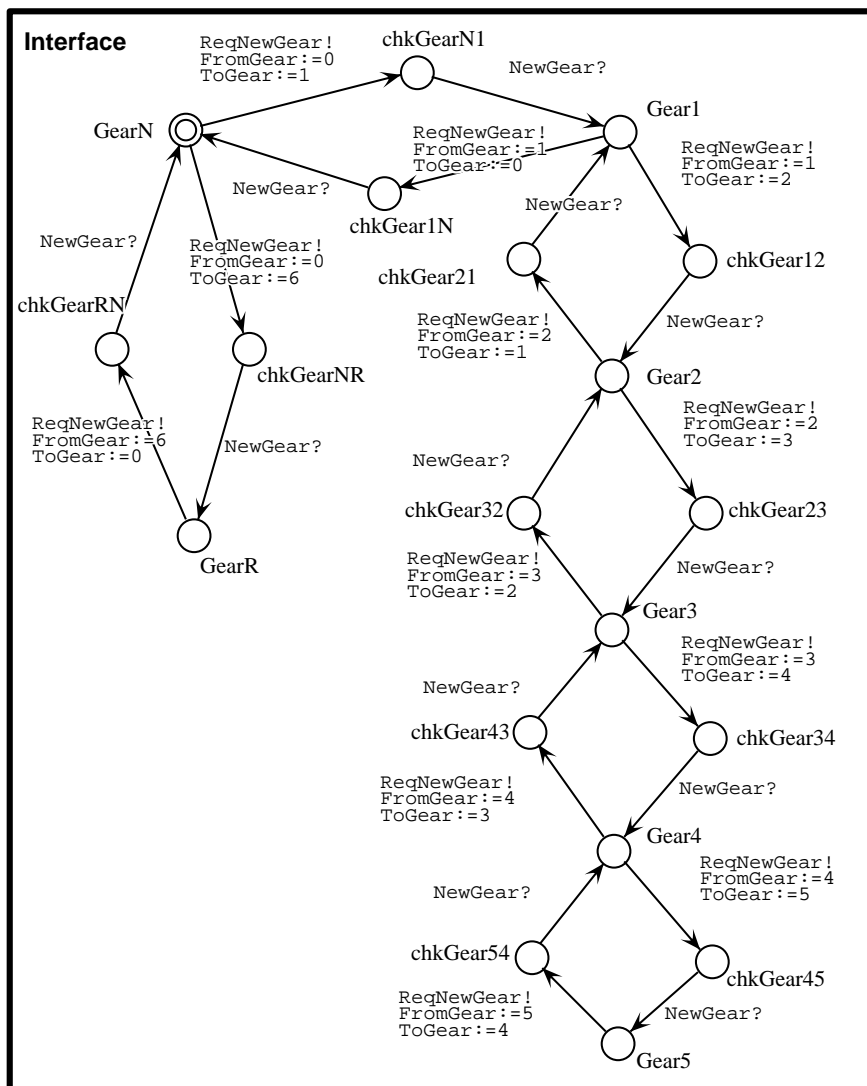 Interface
ReqNewGear!
FromGear:=0
ToGear:=1
chkGearN1
NewGear?
GearN
Gear1
ReqNewGear!
FromGear:=1
ToGear:=0
ReqNewGear!
FromGear:=1
ToGear:=2
NewGear?
chkGear1N
NewGear?
NewGear?
ReqNewGear!
FromGear:=0
ToGear:=6
chkGear21
chkGear12
chkGearRN
ReqNewGear!
FromGear:=2
ToGear:=1
NewGear?
chkGearNR
Gear2
ReqNewGear!
FromGear:=6
ToGear:=0
NewGear?
ReqNewGear!
FromGear:=2
ToGear:=3
NewGear?
chkGear32
chkGear23
GearR
ReqNewGear!
FromGear:=3
ToGear:=2
NewGear?
Gear3
ReqNewGear!
FromGear:=3
ToGear:=4
NewGear?
chkGear43
chkGear34
ReqNewGear!
FromGear:=4
ToGear:=3
NewGear?
Gear4
ReqNewGear!
FromGear:=4
ToGear:=5
NewGear?
chkGear54
chkGear45
ReqNewGear!
FromGear:=5
ToGear:=4
NewGear?
Gear5